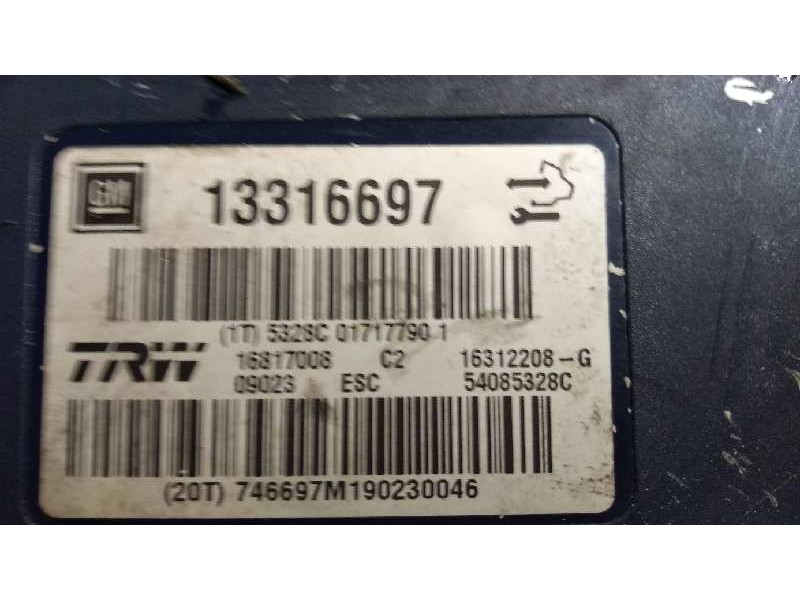 GM
13316697
(1T) 5328C 01717790 1
TRW
16817008 C2 16312208-G
09023 ESC 54085328C
(20T) 746697M190230046